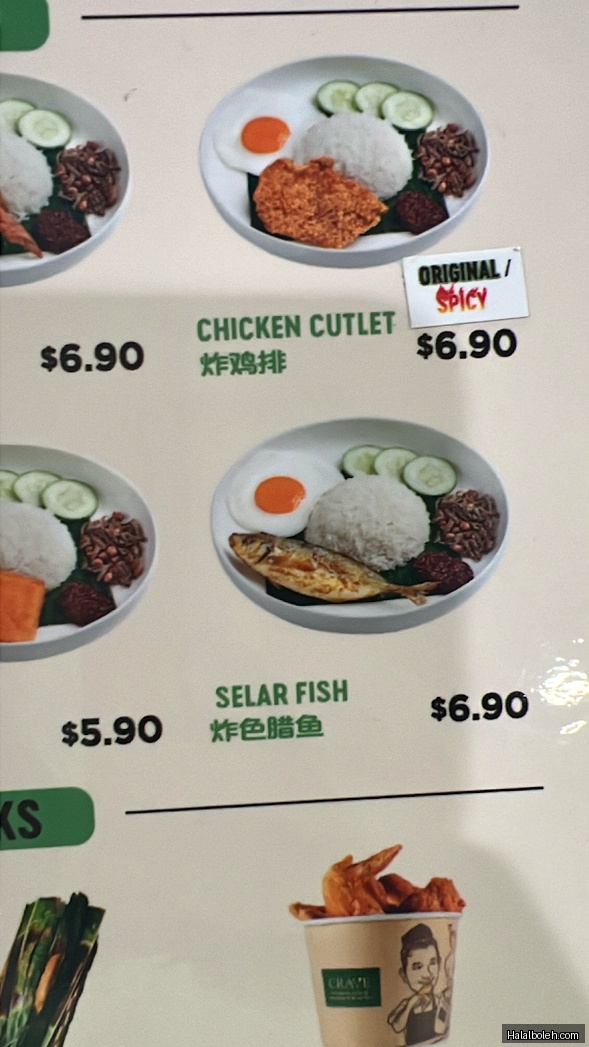 ORIGINAL /
SPICY
$6.90
CHICKEN CUTLET
炸鸡排
$6.90
$5.90
SELAR FISH
炸色腊鱼
$6.90
KS
CRAVE
Halalboleh.com